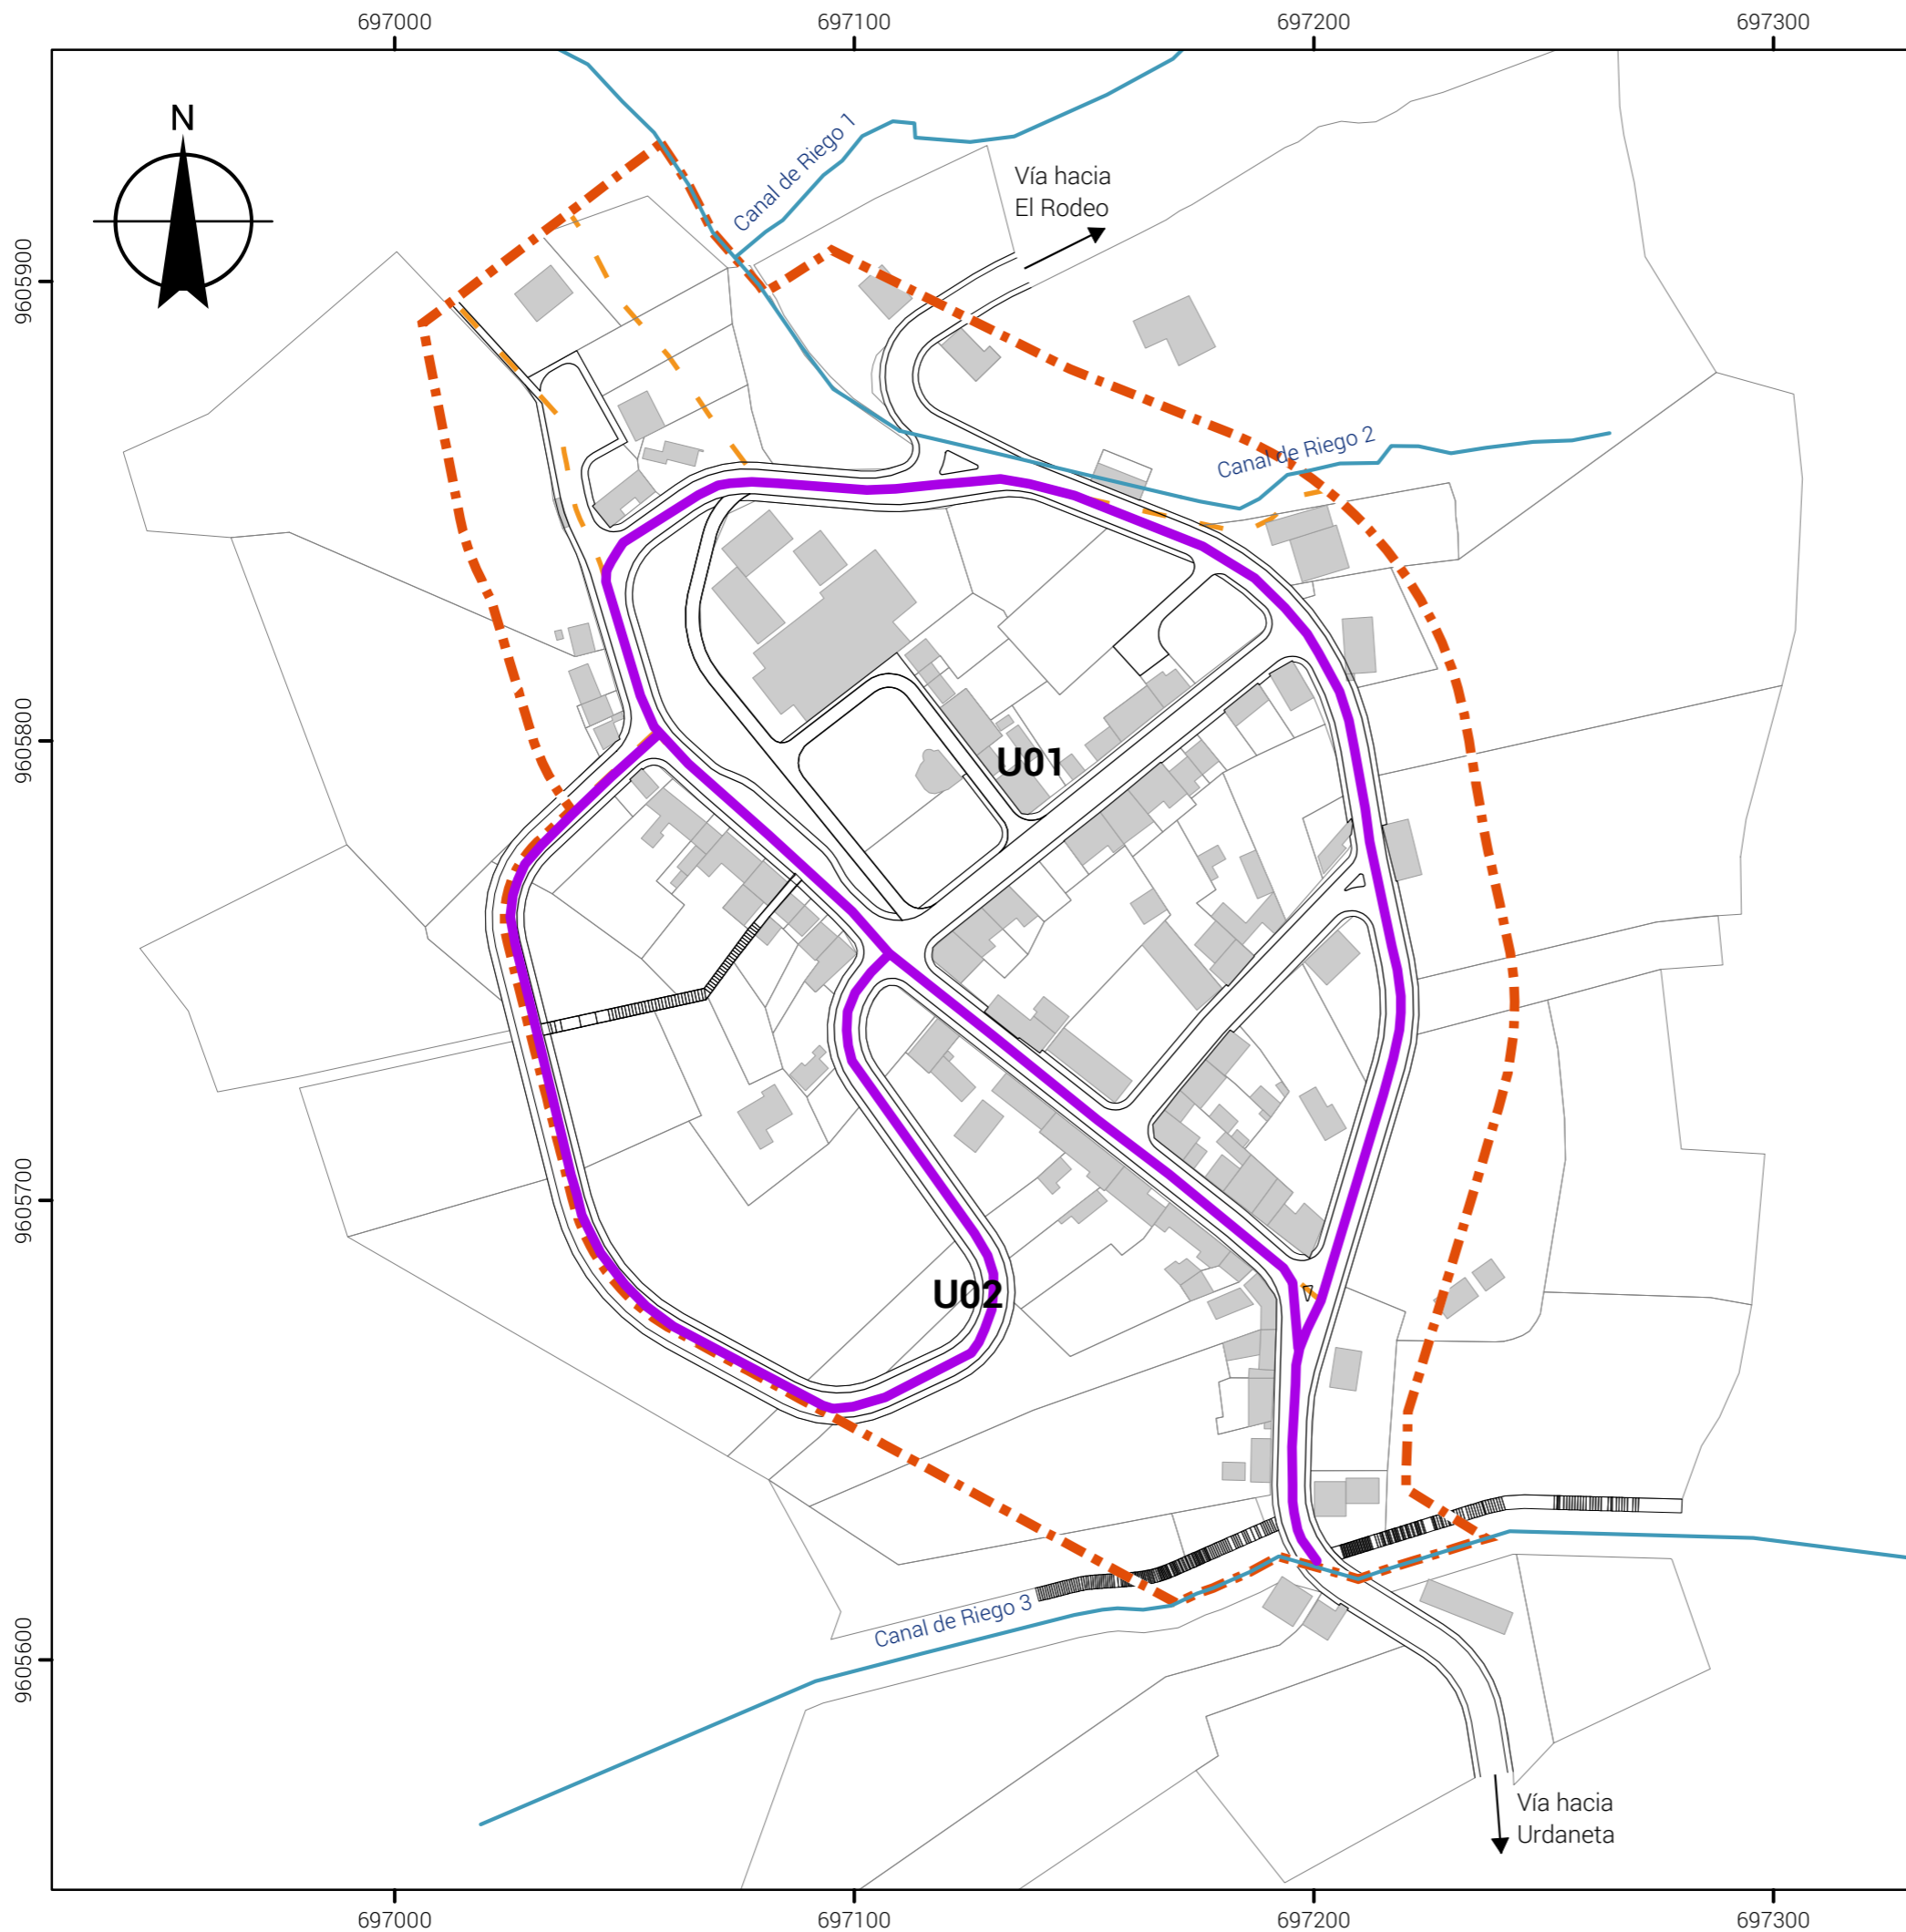 697000
697100
697200
697300
N
Canal de Riego 1
Vía hacia
El Rodeo
9605900
Canal de Riego 2
9605800
U01
9605700
U02
Canal de Riego 3
9605600
Vía hacia
Urdaneta
697000
697100
697200
697300